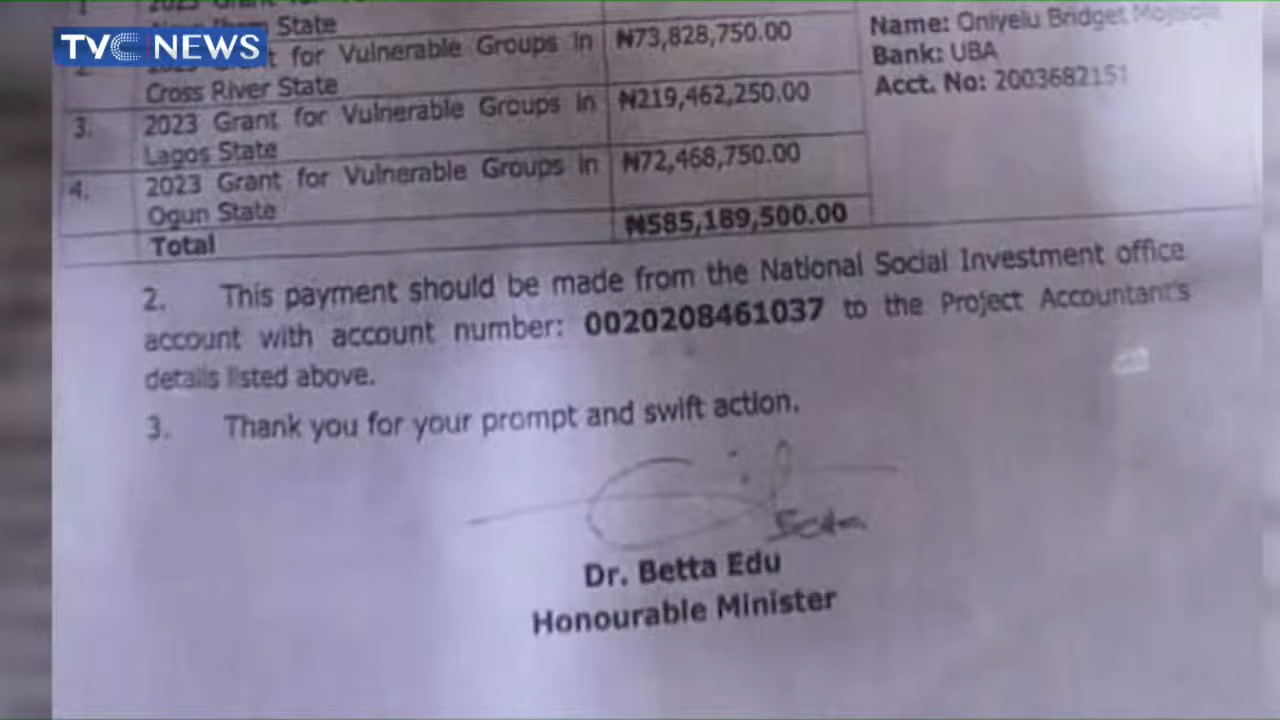 TVC NEWS
2023
State
₦73,828,750.00
Name: Oniyelu Bridget
for Vulnerable Groups in
Cross River State
Bank: UBA
Acct. No: 2003682151
3. 2023 Grant for Vulnerable Groups in
Lagos State
₦219,462,250.00
4. 2023 Grant for Vulnerable Groups in
Ogun State
₦72,468,750.00
Total ₦585,189,500.00
2. This payment should be made from the National Social Investment office
account with account number: 0020208461037 to the Project Accountant's
details listed above.
3. Thank you for your prompt and swift action.
Dr. Betta Edu
Honourable Minister